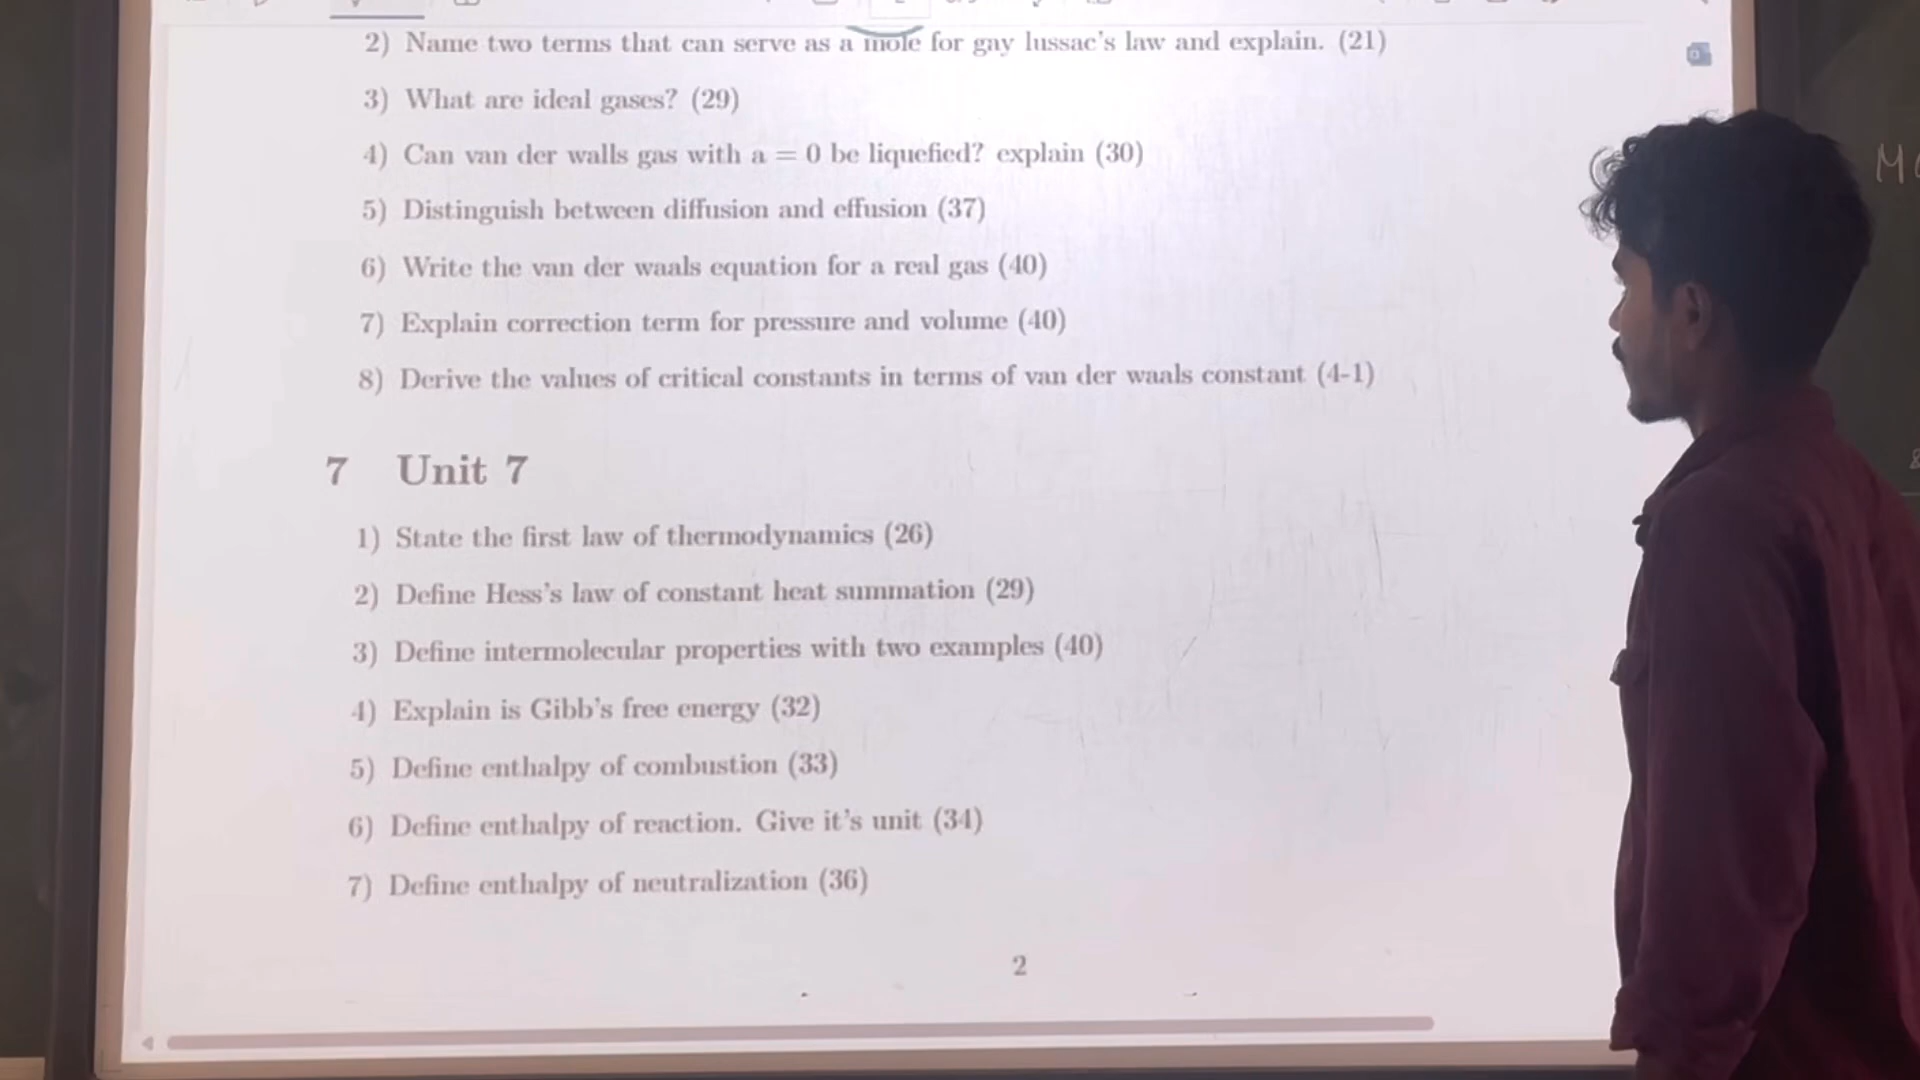 2) Name two terms that can serve as a mole for gay lussac's law and explain. (21)
3) What are ideal gases? (29)
4) Can van der walls gas with a = 0 be liquefied? explain (30)
5) Distinguish between diffusion and effusion (37)
6) Write the van der waals equation for a real gas (40)
7) Explain correction term for pressure and volume (40)
8) Derive the values of critical constants in terms of van der waals constant (4-1)
7 Unit 7
1) State the first law of thermodynamics (26)
2) Define Hess's law of constant heat summation (29)
3) Define intermolecular properties with two examples (40)
4) Explain is Gibb's free energy (32)
5) Define enthalpy of combustion (33)
6) Define enthalpy of reaction. Give it's unit (34)
7) Define enthalpy of neutralization (36)
2